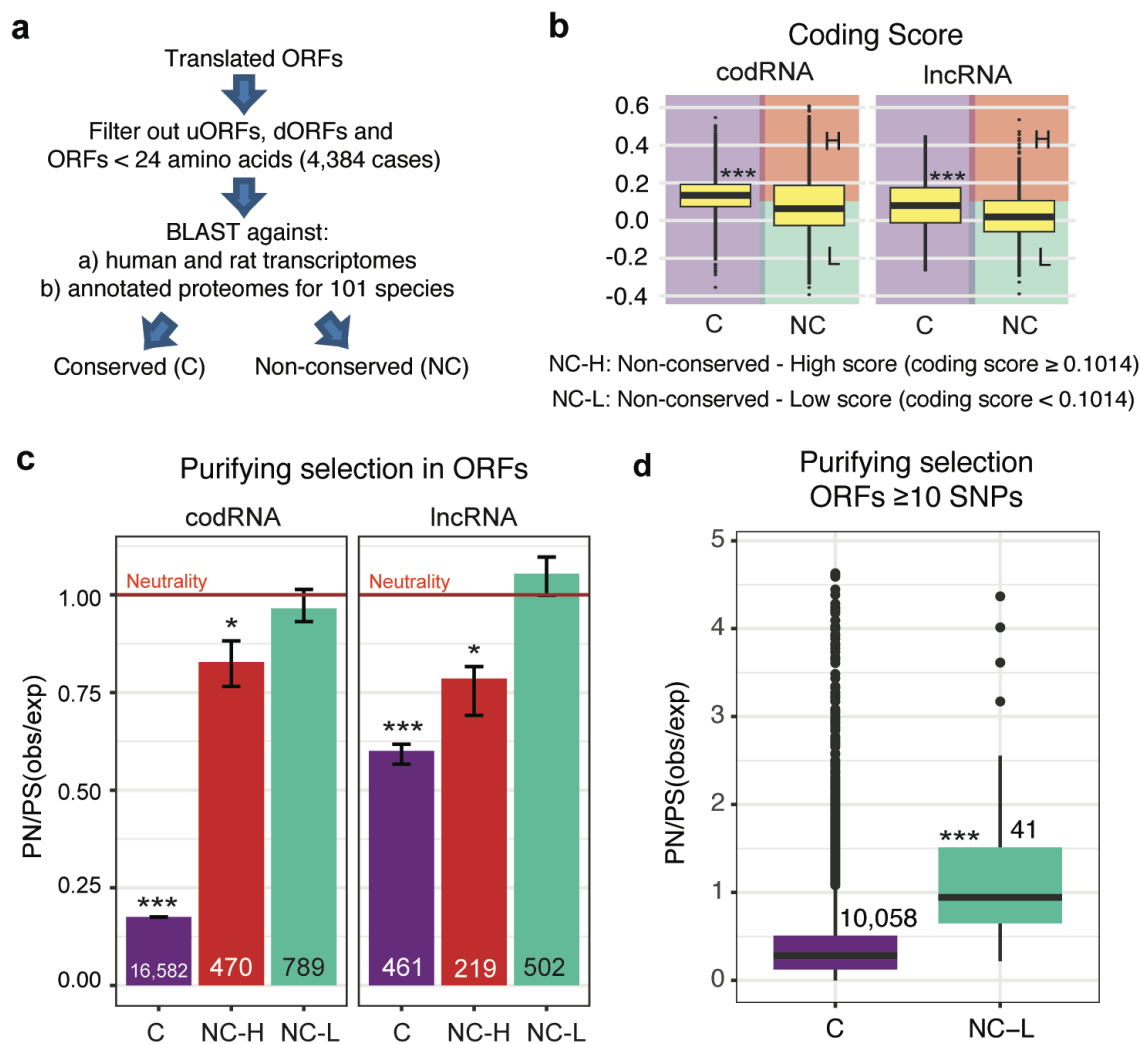 a
Translated ORFs
Filter out uORFs, dORFs and
ORFs < 24 amino acids (4,384 cases)
BLAST against:
a) human and rat transcriptomes
b) annotated proteomes for 101 species
Conserved (C)
Non-conserved (NC)
b
Coding Score
codRNA
lncRNA
0.6
0.4
0.2
0.0
-0.2
-0.4
***
H
L
***
H
L
C
NC
C
NC
NC-H: Non-conserved - High score (coding score ≥ 0.1014)
NC-L: Non-conserved - Low score (coding score < 0.1014)
c
Purifying selection in ORFs
codRNA
lncRNA
PN/PS(obs/exp)
1.00
0.75
0.50
0.25
0.00
Neutrality
***
*
16,582
470
789
Neutrality
***
*
461
219
502
C
NC-H
NC-L
C
NC-H
NC-L
d
Purifying selection
ORFs ≥10 SNPs
PN/PS(obs/exp)
5
4
3
2
1
0
10,058
***
41
C
NC–L